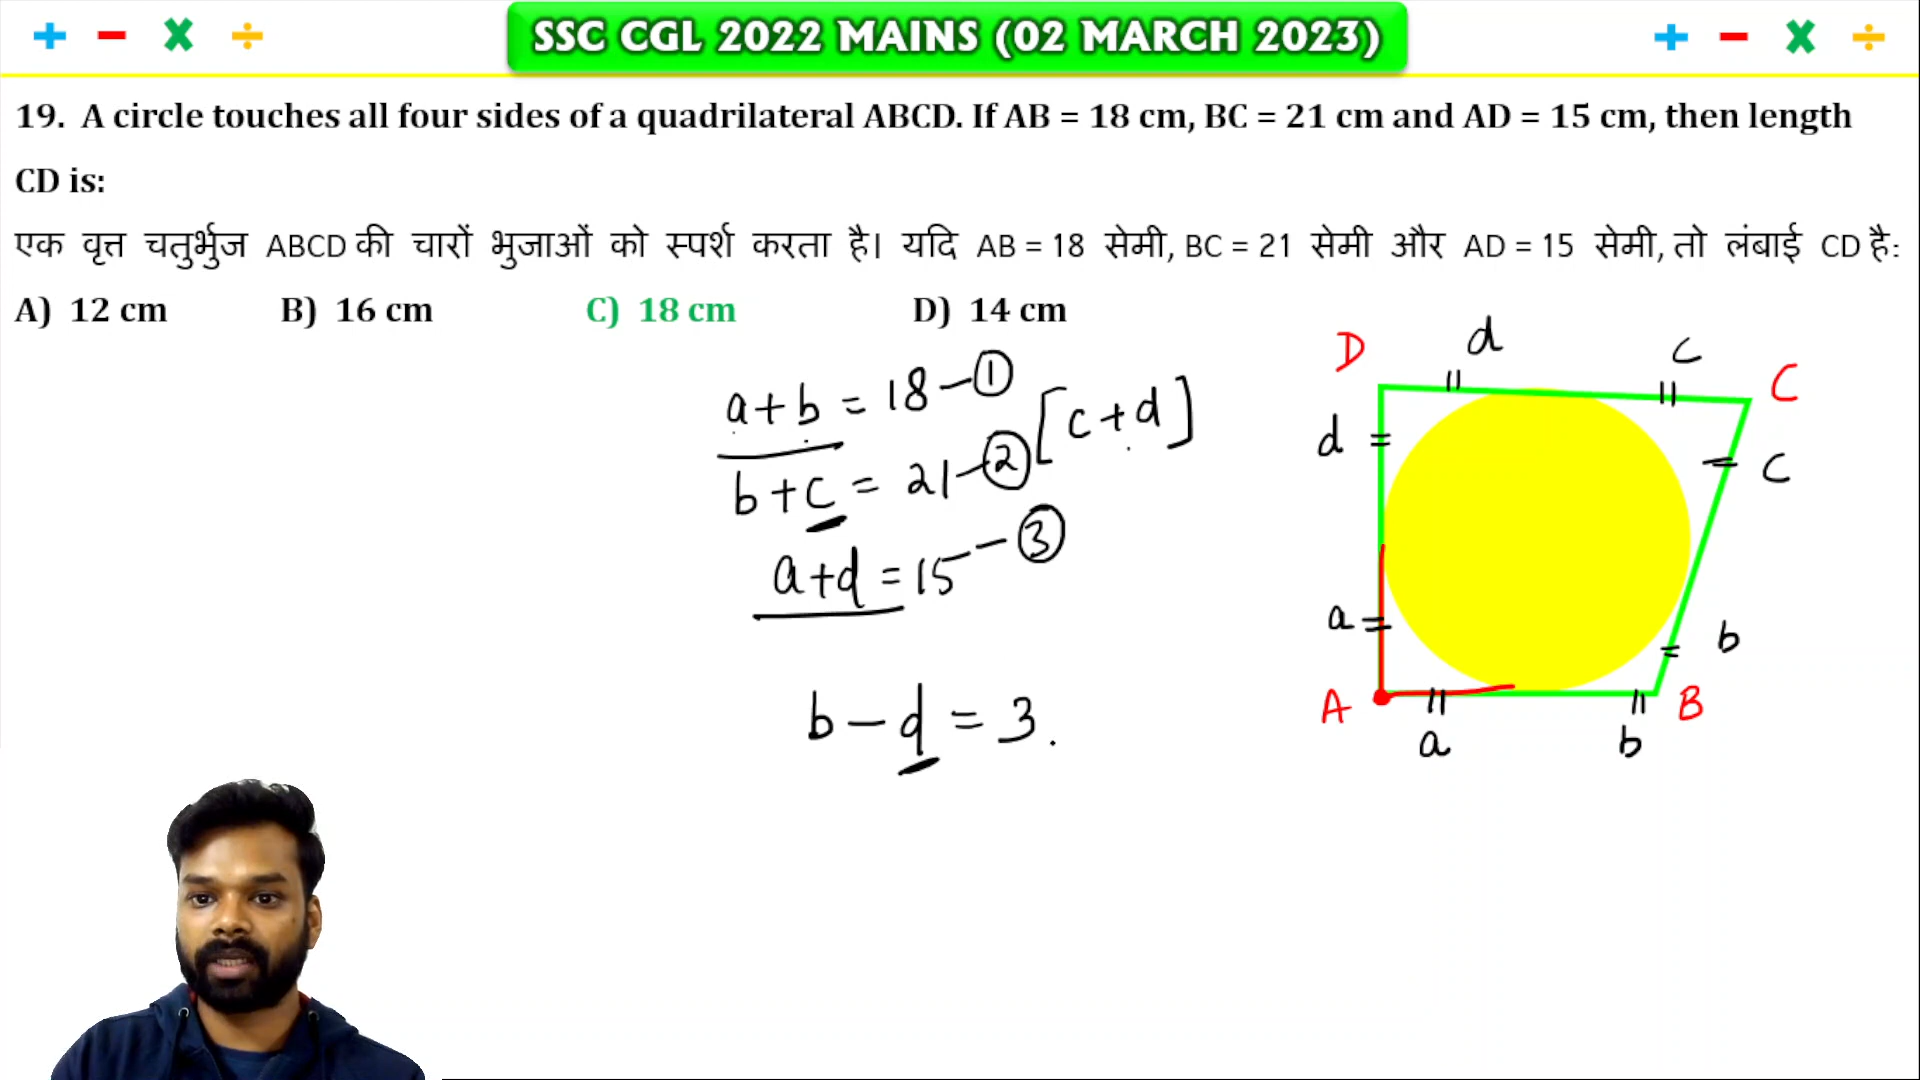 + - × ÷ SSC CGL 2022 MAINS (02 MARCH 2023) + - × ÷
19. A circle touches all four sides of a quadrilateral ABCD. If AB = 18 cm, BC = 21 cm and AD = 15 cm, then length
CD is:
एक वृत्त चतुर्भुज ABCD की चारों भुजाओं को स्पर्श करता है। यदि AB = 18 सेमी, BC = 21 सेमी और AD = 15 सेमी, तो लंबाई CD है:
A) 12 cm B) 16 cm C) 18 cm D) 14 cm
a+b = 18 - ①
[c+d]
b+c = 21 - ②
a+d = 15 - ③
b-d = 3.
D d c C
d c
a b
A B
a b